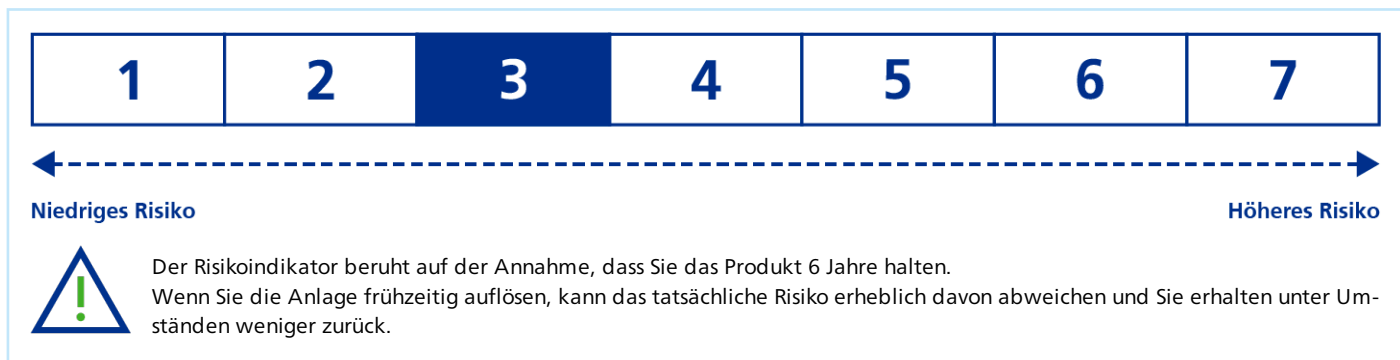 1 2 3 4 5 6 7
Niedriges Risiko Höheres Risiko
Der Risikoindikator beruht auf der Annahme, dass Sie das Produkt 6 Jahre halten.
Wenn Sie die Anlage frühzeitig auflösen, kann das tatsächliche Risiko erheblich davon abweichen und Sie erhalten unter Um-
ständen weniger zurück.